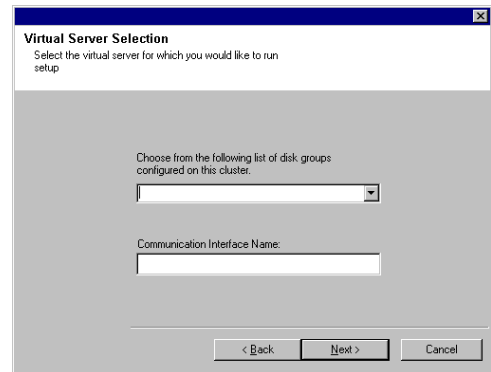 Virtual Server Selection
Select the virtual server for which you would like to run
setup
Choose from the following list of disk groups
configured on this cluster.
Communication Interface Name:
< Back
Next >
Cancel